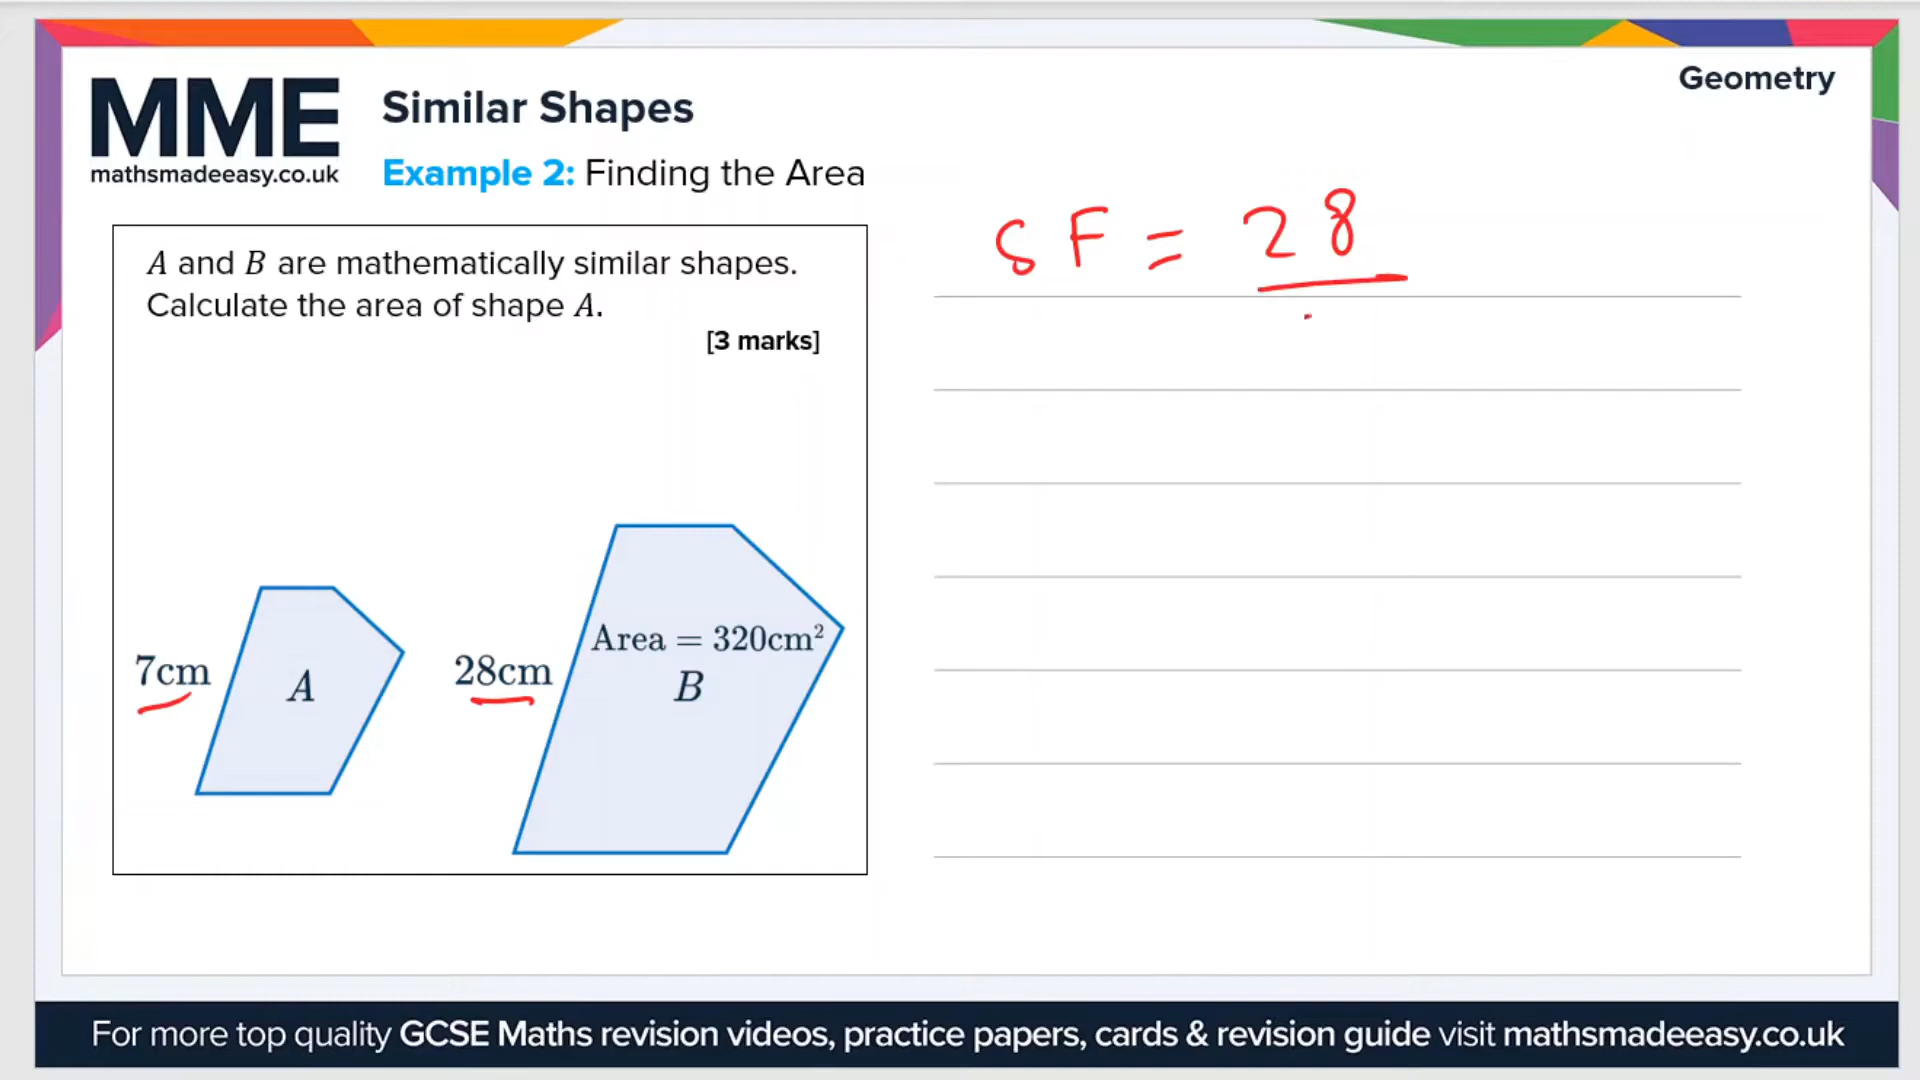 MME
mathsmadeeasy.co.uk
Similar Shapes
Example 2: Finding the Area
Geometry
A and B are mathematically similar shapes.
Calculate the area of shape A.
[3 marks]
SF = 28
7cm
A
28cm
Area = 320cm²
B
For more top quality GCSE Maths revision videos, practice papers, cards & revision guide visit mathsmadeeasy.co.uk